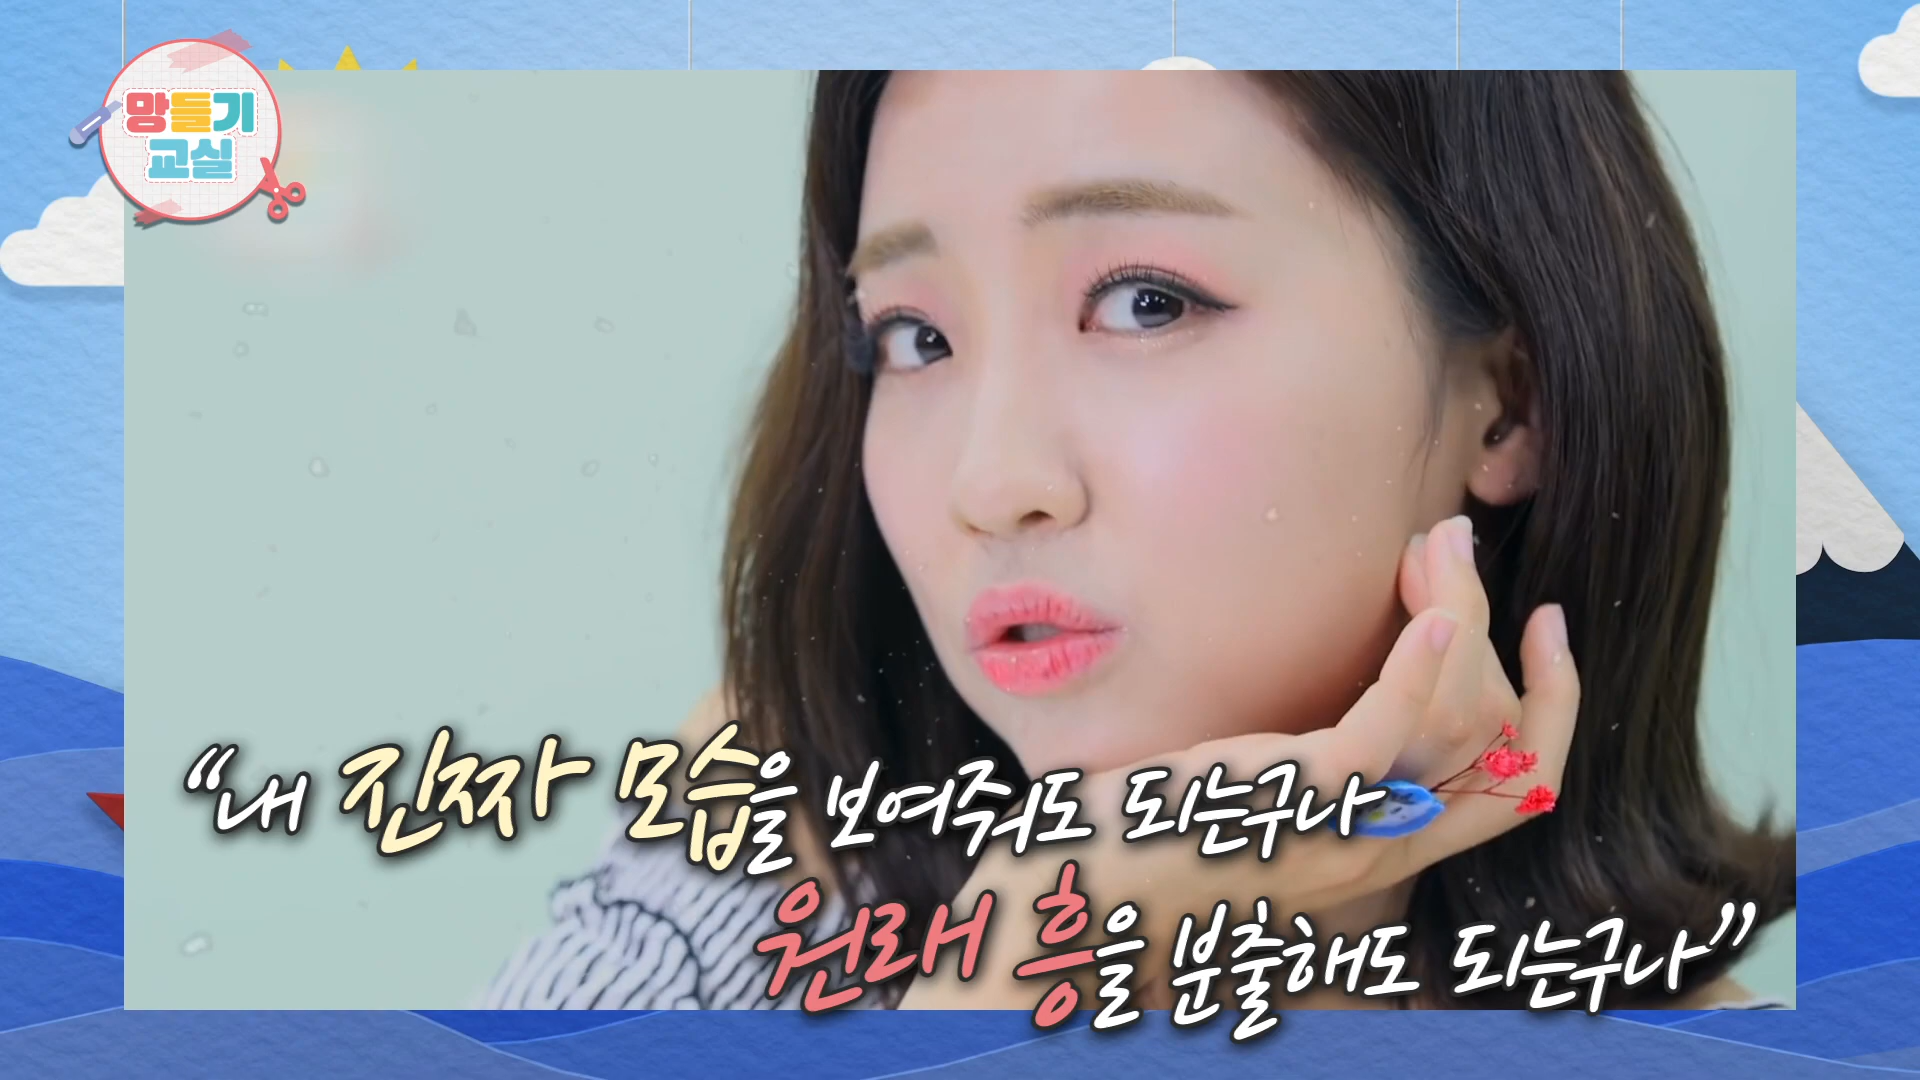 망들기
교실
“내 진짜 모습을 보여줘도 되는구나
원래 흥을 분출해도 되는구나”